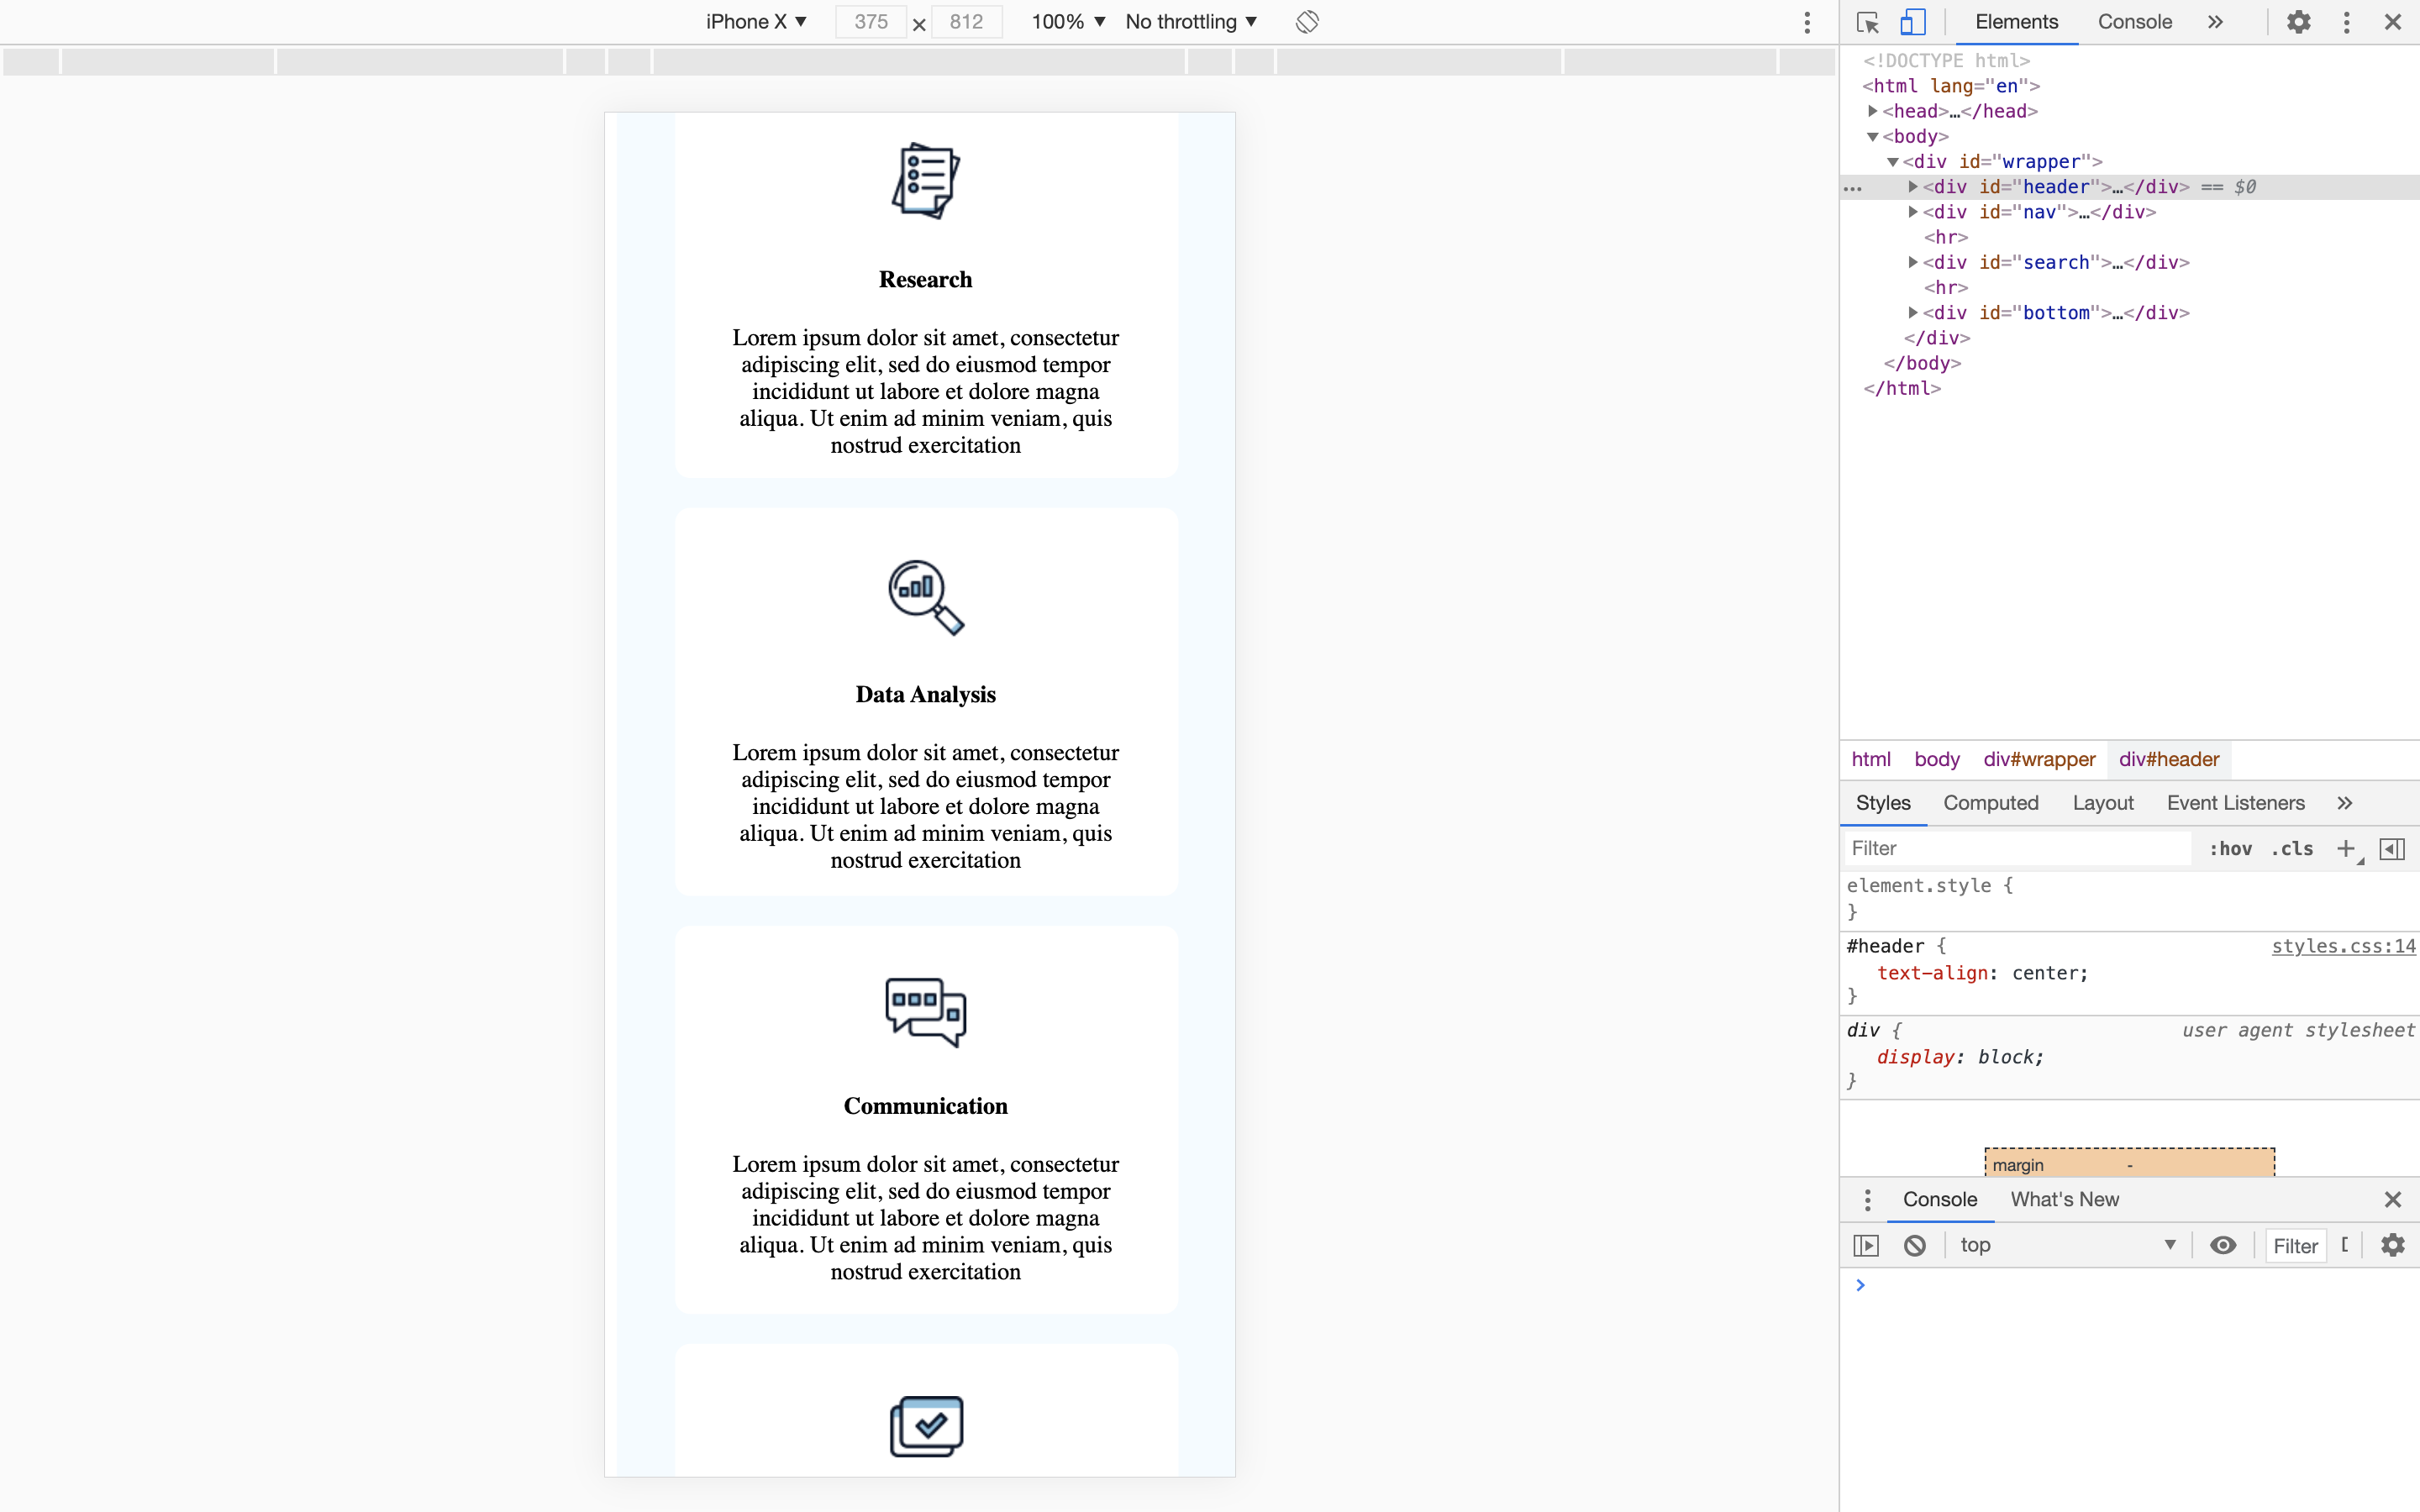 iPhone X ▼ 375 × 812 100% ▼ No throttling ▼
Research
Lorem ipsum dolor sit amet, consectetur
adipiscing elit, sed do eiusmod tempor
incididunt ut labore et dolore magna
aliqua. Ut enim ad minim veniam, quis
nostrud exercitation
Data Analysis
Lorem ipsum dolor sit amet, consectetur
adipiscing elit, sed do eiusmod tempor
incididunt ut labore et dolore magna
aliqua. Ut enim ad minim veniam, quis
nostrud exercitation
Communication
Lorem ipsum dolor sit amet, consectetur
adipiscing elit, sed do eiusmod tempor
incididunt ut labore et dolore magna
aliqua. Ut enim ad minim veniam, quis
nostrud exercitation
Elements Console »
<!DOCTYPE html>
<html lang="en">
<head>…</head>
<body>
<div id="wrapper">
… <div id="header">…</div> == $0
<div id="nav">…</div>
<hr>
<div id="search">…</div>
<hr>
<div id="bottom">…</div>
</div>
</body>
</html>
html body div#wrapper div#header
Styles Computed Layout Event Listeners »
Filter :hov .cls +
element.style {
}
#header { styles.css:14
text-align: center;
}
div { user agent stylesheet
display: block;
}
margin -
Console What's New
top ▼ Filter
>